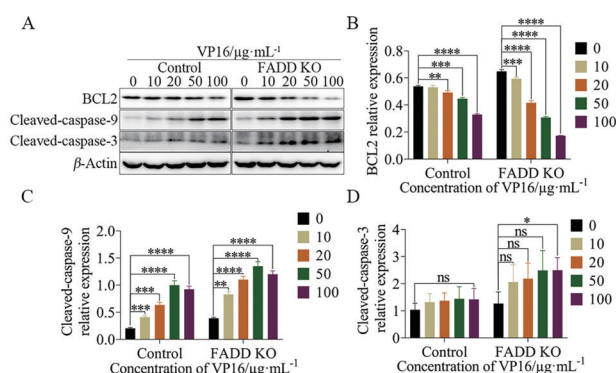 A
VP16/μg·mL-1
Control FADD KO
0 10 20 50 100 0 10 20 50 100
BCL2
Cleaved-caspase-9
Cleaved-caspase-3
β-Actin
B
BCL2 relative expression
0.8
0.6
0.4
0.2
0.0
****
***
**
****
****
****
***
Control FADD KO
Concentration of VP16/μg·mL-1
0
10
20
50
100
C
Cleaved-caspase-9
relative expression
2.0
1.5
1.0
0.5
0.0
****
****
***
***
****
****
****
**
Control FADD KO
Concentration of VP16/μg·mL-1
0
10
20
50
100
D
Cleaved-caspase-3
relative expression
4
3
2
1
0
ns
*
ns
ns
ns
Control FADD KO
Concentration of VP16/μg·mL-1
0
10
20
50
100